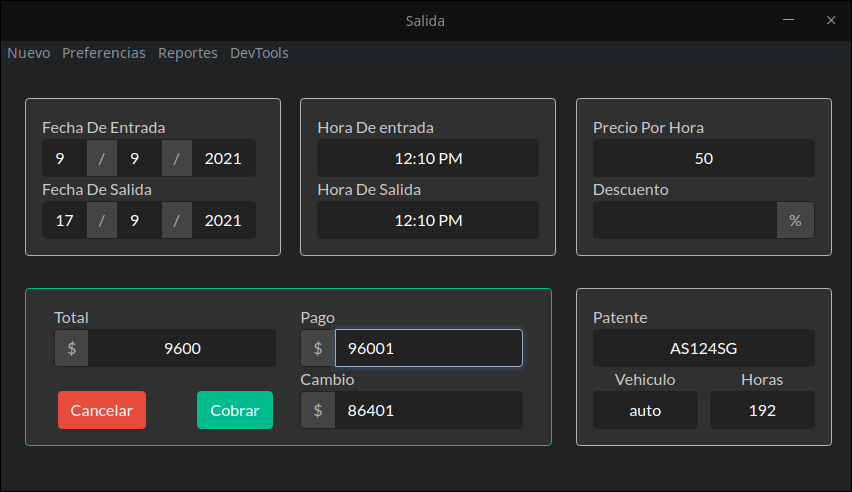 Salida
Nuevo Preferencias Reportes DevTools
Fecha De Entrada
9 / 9 / 2021
Fecha De Salida
17 / 9 / 2021
Hora De entrada
12:10 PM
Hora De Salida
12:10 PM
Precio Por Hora
50
Descuento
%
Total
$ 9600
Cancelar Cobrar
Pago
$ 96001
Cambio
$ 86401
Patente
AS124SG
Vehiculo Horas
auto 192